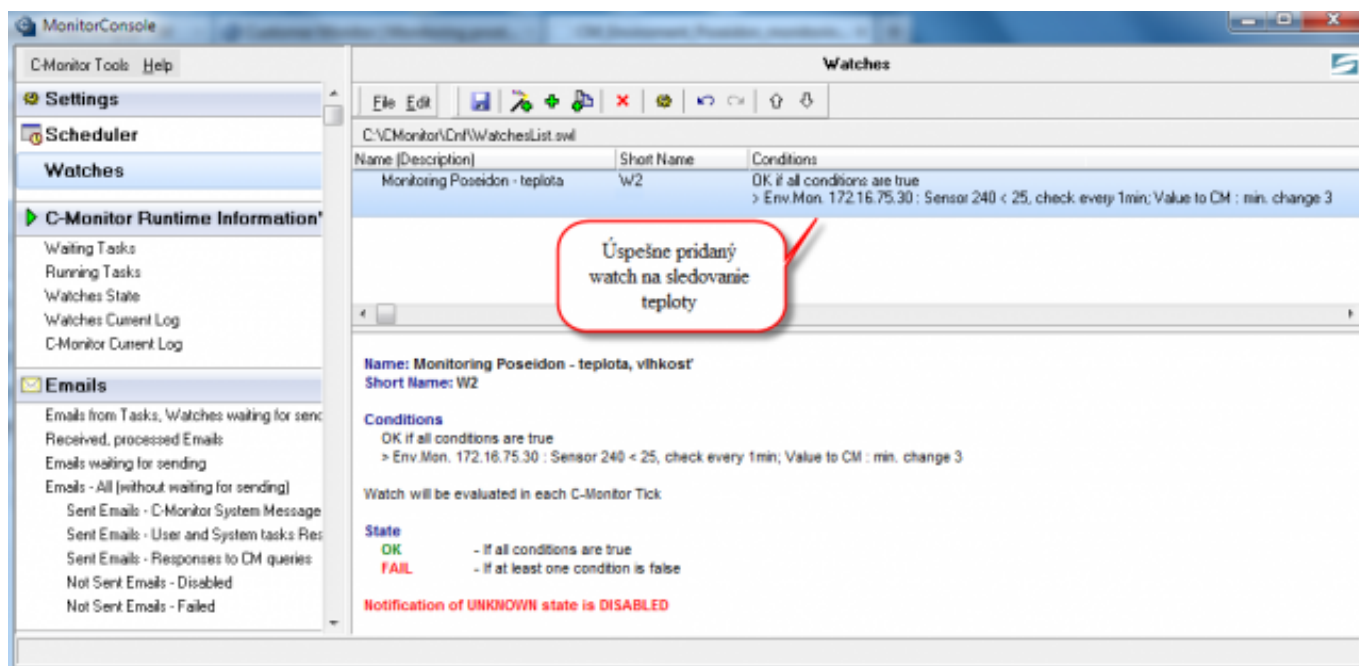 MonitorConsole
C-Monitor Tools Help
Settings
Scheduler
Watches
C-Monitor Runtime Information'
Waiting Tasks
Running Tasks
Watches State
Watches Current Log
C-Monitor Current Log
Emails
Emails from Tasks, Watches waiting for senc
Received, processed Emails
Emails waiting for sending
Emails - All (without waiting for sending)
Sent Emails - C-Monitor System Message
Sent Emails - User and System tasks Res
Sent Emails - Responses to CM queries
Not Sent Emails - Disabled
Not Sent Emails - Failed
Watches
File Edit
C:\CMonitor\Cnf\WatchesList.swl
Name (Description) Short Name Conditions
Monitoring Poseidon - teplota W2 OK if all conditions are true
> Env.Mon. 172.16.75.30 : Sensor 240 < 25, check every 1min; Value to CM : min. change 3
Úspešne pridaný
watch na sledovanie
teploty
Name: Monitoring Poseidon - teplota, vlhkosť
Short Name: W2
Conditions
OK if all conditions are true
> Env.Mon. 172.16.75.30 : Sensor 240 < 25, check every 1min; Value to CM : min. change 3
Watch will be evaluated in each C-Monitor Tick
State
OK - If all conditions are true
FAIL - If at least one condition is false
Notification of UNKNOWN state is DISABLED